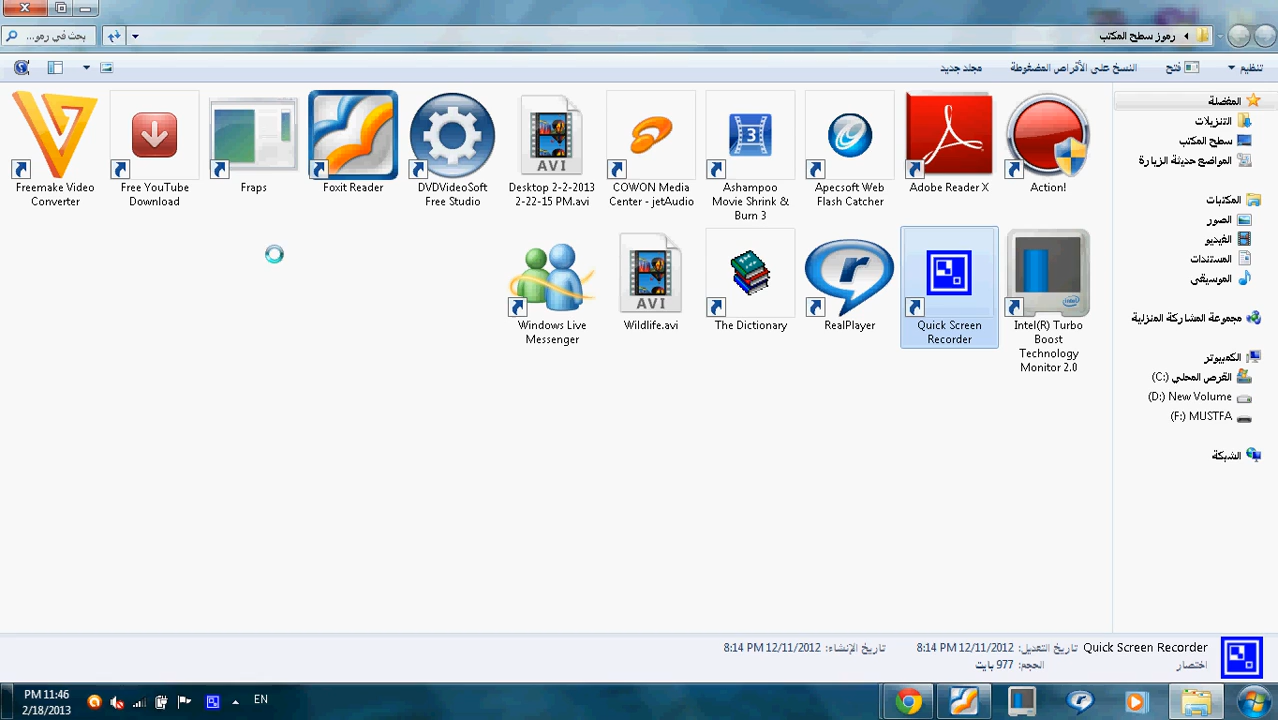 رموز سطح المكتب
بحث في رمو...
تنظيم
فتح
النسخ على الأقراص المضغوطة
مجلد جديد
المفضلة
التنزيلات
سطح المكتب
المواضع حديثة الزيارة
المكتبات
الصور
الفيديو
المستندات
الموسيقى
مجموعة المشاركة المنزلية
الكمبيوتر
القرص المحلي (C:)
New Volume (D:)
MUSTFA (F:)
الشبكة
Action!
Adobe Reader X
Apecsoft Web
Flash Catcher
Ashampoo
Movie Shrink &
Burn 3
3
COWON Media
Center - jetAudio
AVI
Desktop 2-2-2013
2-22-15 PM.avi
DVDVideoSoft
Free Studio
Foxit Reader
Fraps
Free YouTube
Download
Freemake Video
Converter
intel
Intel(R) Turbo
Boost
Technology
Monitor 2.0
Quick Screen
Recorder
RealPlayer
The Dictionary
AVI
Wildlife.avi
Windows Live
Messenger
Quick Screen Recorder تاريخ التعديل: 12/11/2012 8:14 PM تاريخ الإنشاء: 12/11/2012 8:14 PM
اختصار الحجم: 977 بايت
EN
PM 11:46
2/18/2013